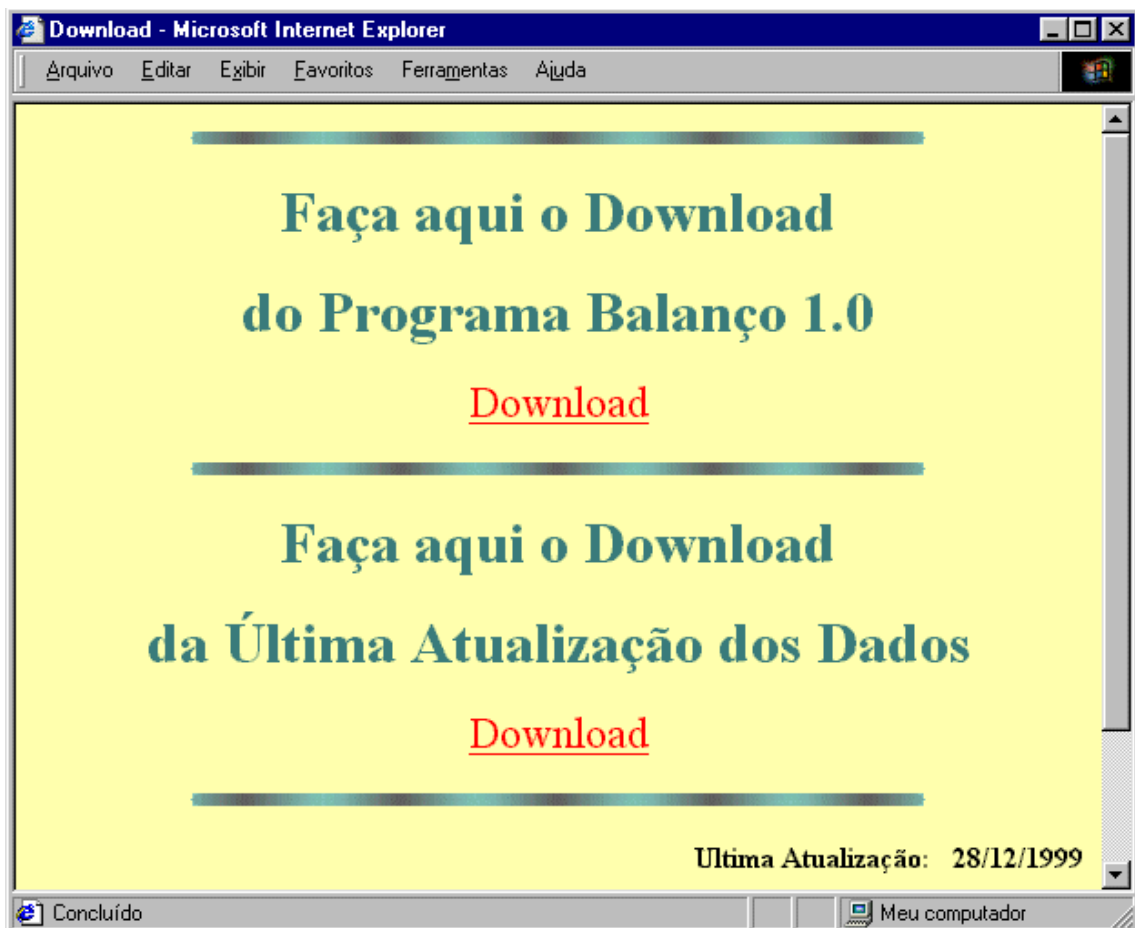 Download - Microsoft Internet Explorer
Arquivo Editar Exibir Favoritos Ferramentas Ajuda
Faça aqui o Download
do Programa Balanço 1.0
Download
Faça aqui o Download
da Última Atualização dos Dados
Download
Ultima Atualização: 28/12/1999
Concluído Meu computador